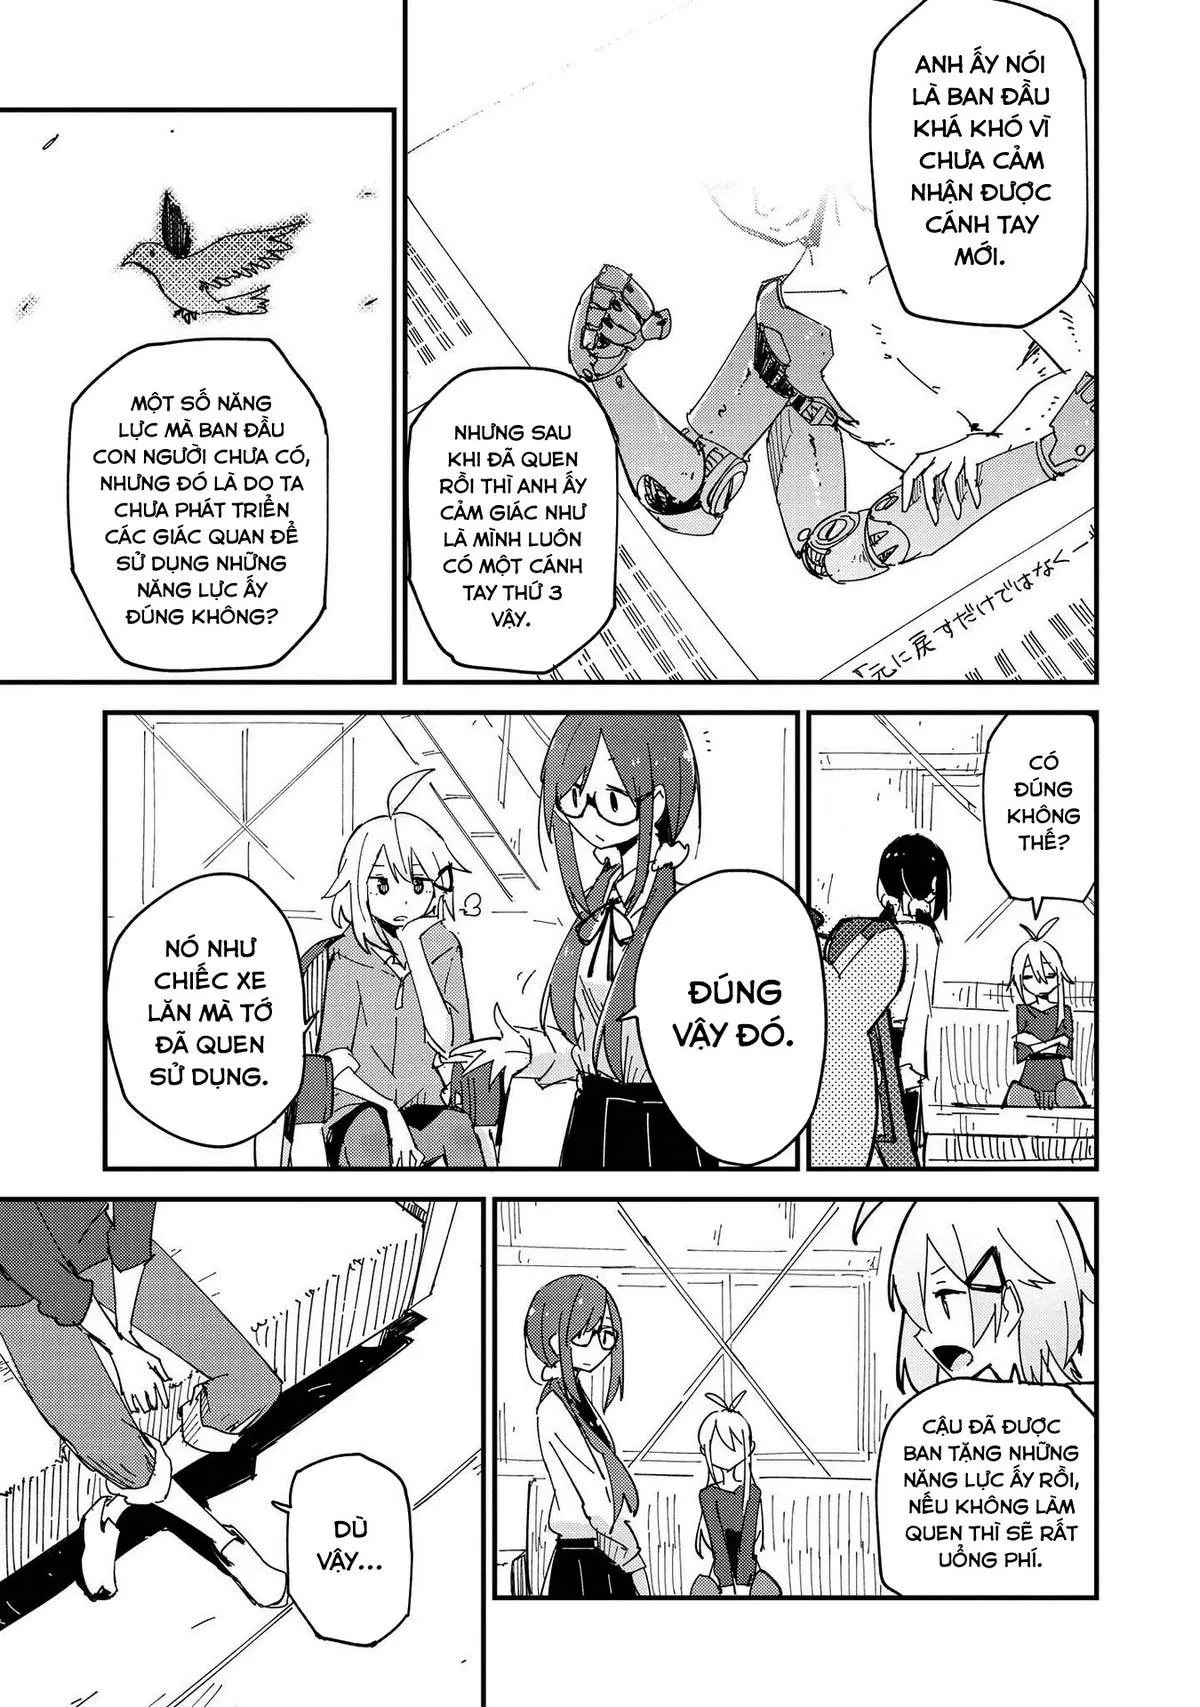 ANH ẤY NÓI
LÀ BAN ĐẦU
KHÁ KHÓ VÌ
CHƯA CẢM
NHẬN ĐƯỢC
CÁNH TAY
MỚI.
NHƯNG SAU
KHI ĐÃ QUEN
RỒI THÌ ANH ẤY
CẢM GIÁC NHƯ
LÀ MÌNH LUÔN
CÓ MỘT CÁNH
TAY THỨ 3
VẬY.
「元に戻すだけではなく一
MỘT SỐ NĂNG
LỰC MÀ BAN ĐẦU
CON NGƯỜI CHƯA CÓ,
NHƯNG ĐÓ LÀ DO TA
CHƯA PHÁT TRIỂN
CÁC GIÁC QUAN ĐỂ
SỬ DỤNG NHỮNG
NĂNG LỰC ẤY
ĐÚNG KHÔNG?
CÓ
ĐÚNG
KHÔNG
THẾ?
ĐÚNG
VẬY ĐÓ.
NÓ NHƯ
CHIẾC XE
LĂN MÀ TỚ
ĐÃ QUEN
SỬ DỤNG.
CẬU ĐÃ ĐƯỢC
BAN TẶNG NHỮNG
NĂNG LỰC ẤY RỒI,
NẾU KHÔNG LÀM
QUEN THÌ SẼ RẤT
UỔNG PHÍ.
DÙ
VẬY...